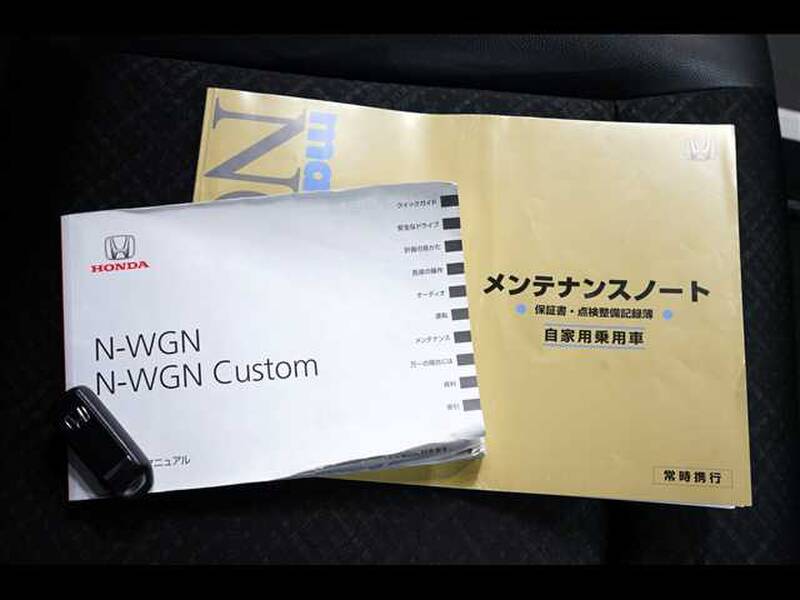 HONDA
N-WGN
N-WGN Custom
マニュアル
クイックガイド
安全なドライブ
計器の見かた
各部の操作
オーディオ
運転
メンテナンス
万一の場合には
資料
索引
ma
メンテナンスノート
保証書・点検整備記録簿
自家用乗用車
常時携行